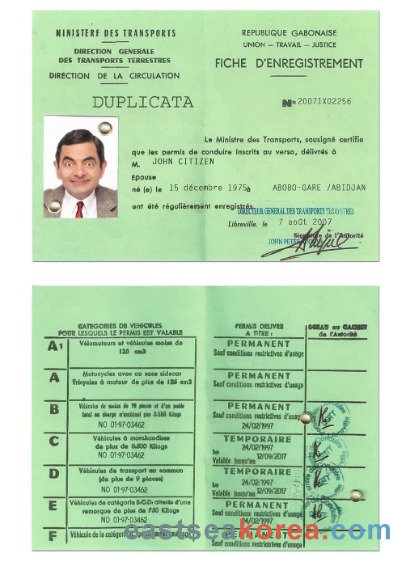 MINISTERE DES TRANSPORTS
DIRECTION GENERALE
DES TRANSPORTS TERRESTRES
DIRECTION DE LA CIRCULATION
DUPLICATA
REPUBLIQUE GABONAISE
UNION — TRAVAIL — JUSTICE
FICHE D'ENREGISTREMENT
N° 20071X02256
Le Ministre des Transports, sousigné certifie
que les permis de conduire inscrits au verso, délivrés à
M. JOHN CITIZEN
Epouse
né (e) le 15 décembre 1975à ABOBO-GARE /ABIDJAN
ont été régulièrement enregistrés
DIRECTEUR GENERAL DES TRANSPORTS TERRESTRES
Libreville, le 7 août 2007
Signature de l'Autorité
JOHN PETER
CATEGORIES DE VEHICULES
POUR LESQUELS LE PERMIS EST VALABLE
PERMIS DELIVRE
A TITRE :
SCEAU ou CACHET
de l'Autorité
A1 Vélomoteurs et véhicules moins de
125 cm3
PERMANENT
Sauf conditions restrictives d'usage
A Motocycles avec ou sans sidecar
Tricycles à moteur de plus de 125 cm3
PERMANENT
Sauf conditions restrictives d'usage
B Véhicules de moins de 10 places et d'un poids
total en charge n'excédant pas 3.500 Kilogs
NO 01-97-03462
PERMANENT
Sauf conditions restrictives d'usage
24/02/1997
C Véhicules à marchandises
de plus de Kilogs
NO 01-97-03462
TEMPORAIRE
24/02/1997
Le
Valable jusqu'au 12/09/2017
D Véhicules de transport en commun
(de plus de 9 places)
NO 01-97-03462
TEMPORAIRE
24/02/1997
Le
Valable jusqu'au 12/09/2017
E Véhicules de catégorie B-C-D attelés d'une
remorque de plus de 750 Kilogs
NO 01-97-03462
PERMANENT
Sauf conditions restrictives d'usage
24/02/1997
F Véhicules de la catégorie
PERMANENT
Sauf conditions restrictives d'usage
eastseakorea.com